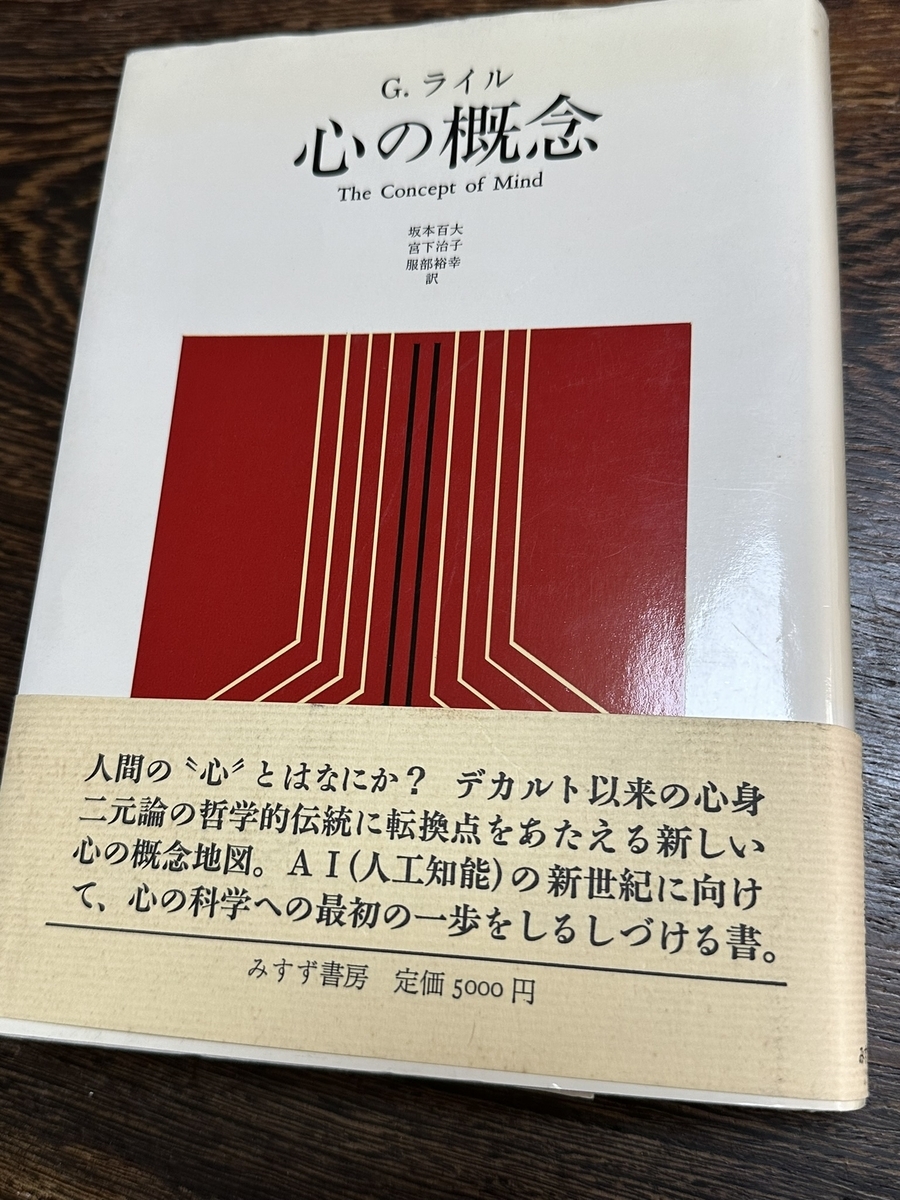 G. ライル
心の概念
The Concept of Mind
坂本百大
宮下治子
服部裕幸
訳
人間の〝心〞とはなにか？ デカルト以来の心身
二元論の哲学的伝統に転換点をあたえる新しい
心の概念地図。ＡＩ(人工知能)の新世紀に向け
て、心の科学への最初の一歩をしるしづける書。
みすず書房 定価 5000 円